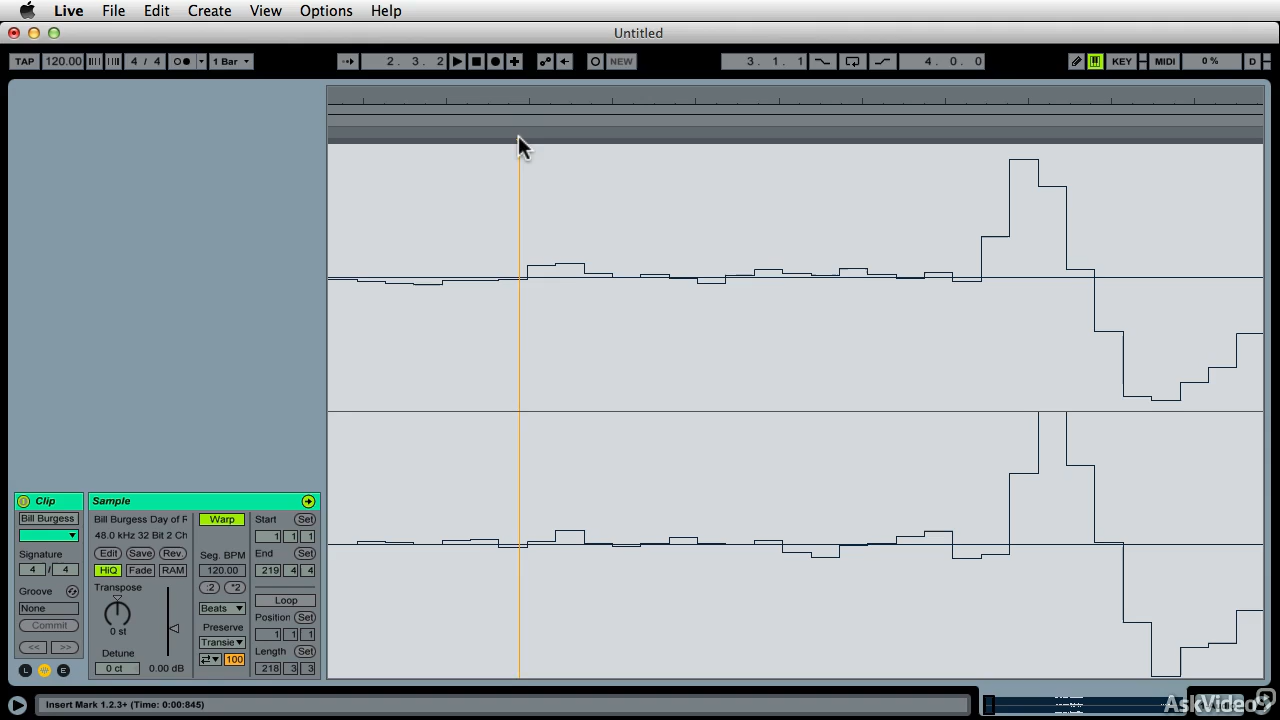 Live File Edit Create View Options Help
Untitled
TAP 120.00 4 / 4 1 Bar 2. 3. 2 NEW 3. 1. 1 4. 0. 0 KEY MIDI 0 % D
Clip Sample
Bill Burgess Bill Burgess Day of Warp Start Set
48.0 kHz 32 Bit 2 Ch 1 1 1
Signature Edit Save Rev Seg. BPM End Set
4 / 4 HiQ Fade RAM 120.00 219 4 4
Groove Transpose :2 *2 Loop
None Beats Position Set
Commit 0 st Preserve 1 1 1
<< >> Detune Transie Length Set
L E 0 ct 0.00 dB 100 218 3 3
Insert Mark 1.2.3+ (Time: 0:00:845)
AskVideo